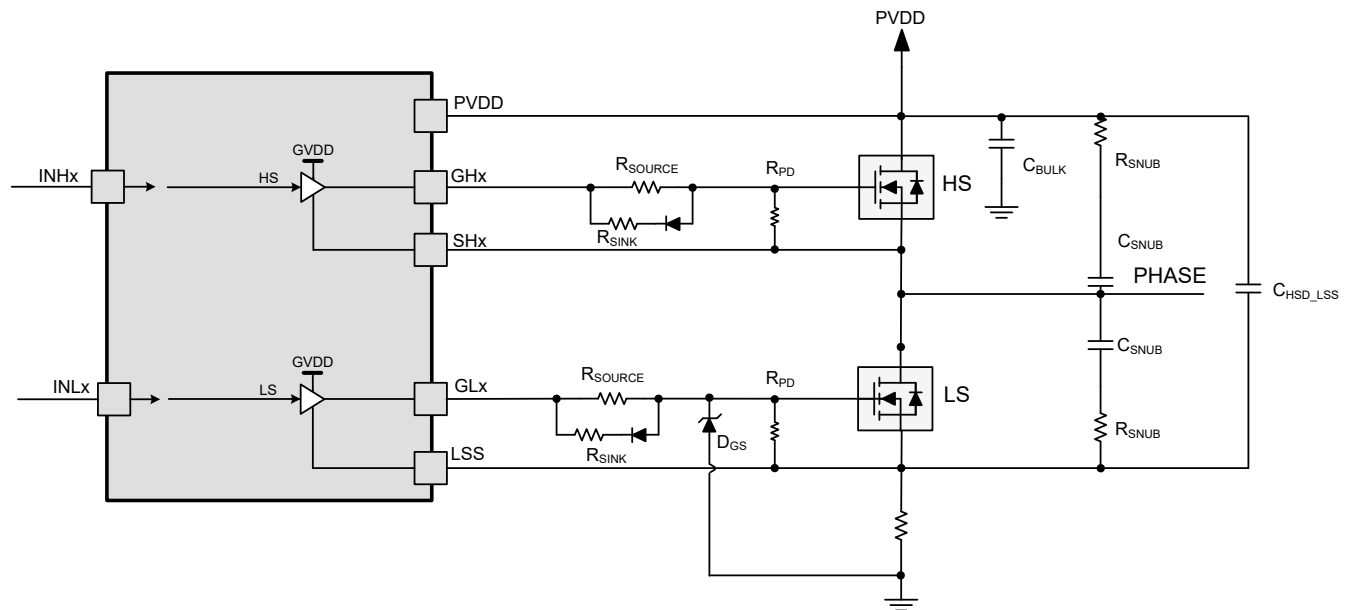 PVDD
PVDD
GVDD
INHx
HS
GHx
RSOURCE
RPD
HS
CBULK
RSNUB
RSINK
SHx
CSNUB
PHASE
CHSD_LSS
GVDD
INLx
LS
GLx
RSOURCE
RPD
LS
CSNUB
RSINK
DGS
RSNUB
LSS